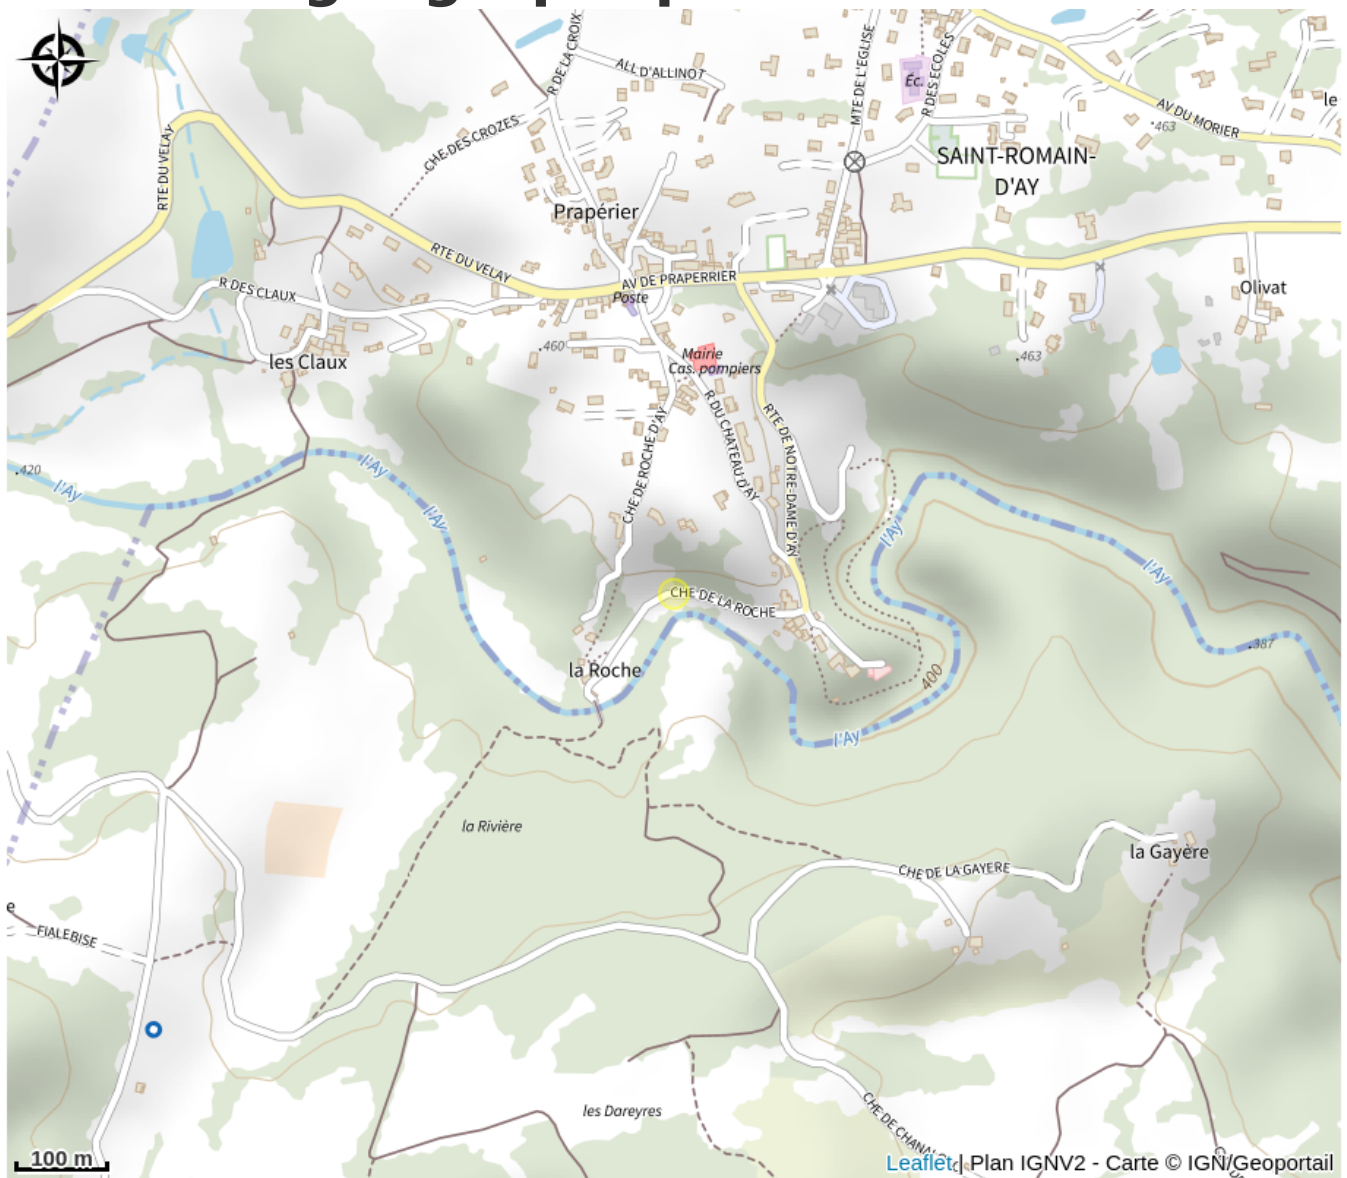 R DE LA CROIX
ALL D'ALLINOT
MTE DE L'EGLISE
Éc.
R DES ECOLES
AV DU MORIER
.463
le
RTE DU VELAY
CHE DES CROZES
SAINT-ROMAIN-
D'AY
Prapérier
RTE DU VELAY
AV DE PRAPERRIER
Poste
R DES CLAUX
Olivat
les Claux
.460
Mairie
Cas. pompiers
.463
CHE DE ROCHE D'AY
R DU CHATEAU D'AY
RTE DE NOTRE-DAME D'AY
.420
l'Ay
l'Ay
l'Ay
l'Ay
l'Ay
CHE DE LA ROCHE
la Roche
400
.387
l'Ay
la Rivière
CHE DE LA GAYERE
la Gayère
e
FIALEBISE
les Dareyres
CHE DE CHANAL
100 m
Leaflet | Plan IGNV2 - Carte © IGN/Geoportail